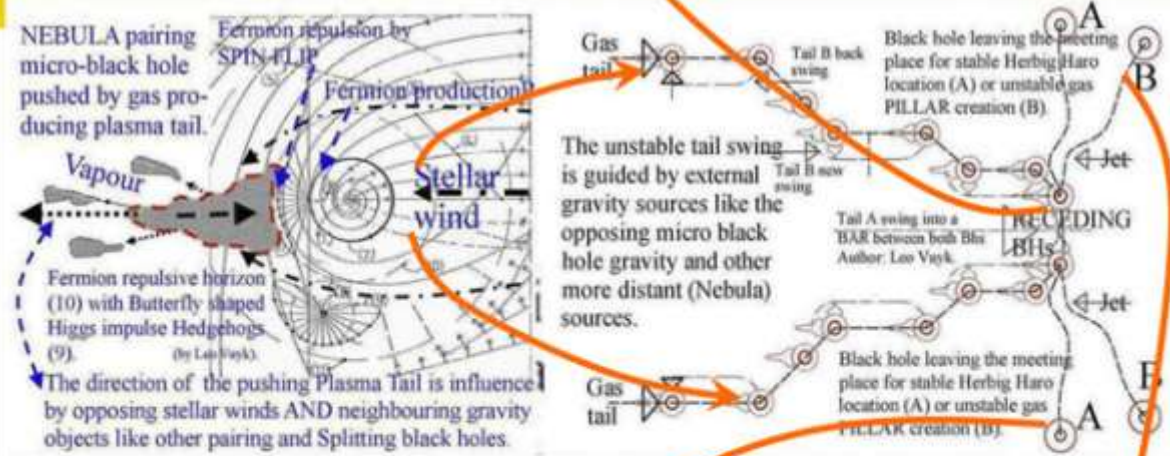 NEBULA pairing
micro-black hole
pushed by gas pro-
ducing plasma tail.
Fermion repulsion by
SPIN-FLIP
Fermion production
Vapour
Stellar
wind
Fermion repulsive horizon
(10) with Butterfly shaped
Higgs impulse Hedgehogs
(9).
(by Leo Vuyk).
The direction of the pushing Plasma Tail is influence
by opposing stellar winds AND neighbouring gravity
objects like other pairing and Splitting black holes.
Gas
tail
Tail B back
swing
Black hole leaving the meeting
place for stable Herbig Haro
location (A) or unstable gas
PILLAR creation (B).
A
B
The unstable tail swing
is guided by external
gravity sources like the
opposing micro black
hole gravity and other
more distant (Nebula)
sources.
Tail B new
swing
Jet
Tail A swing into a
BAR between both Bhs
Author: Leo Vuyk.
RECEDING
BHs
Jet
Black hole leaving the meeting
place for stable Herbig Haro
location (A) or unstable gas
PILLAR creation (B).
Gas
tail
A
B